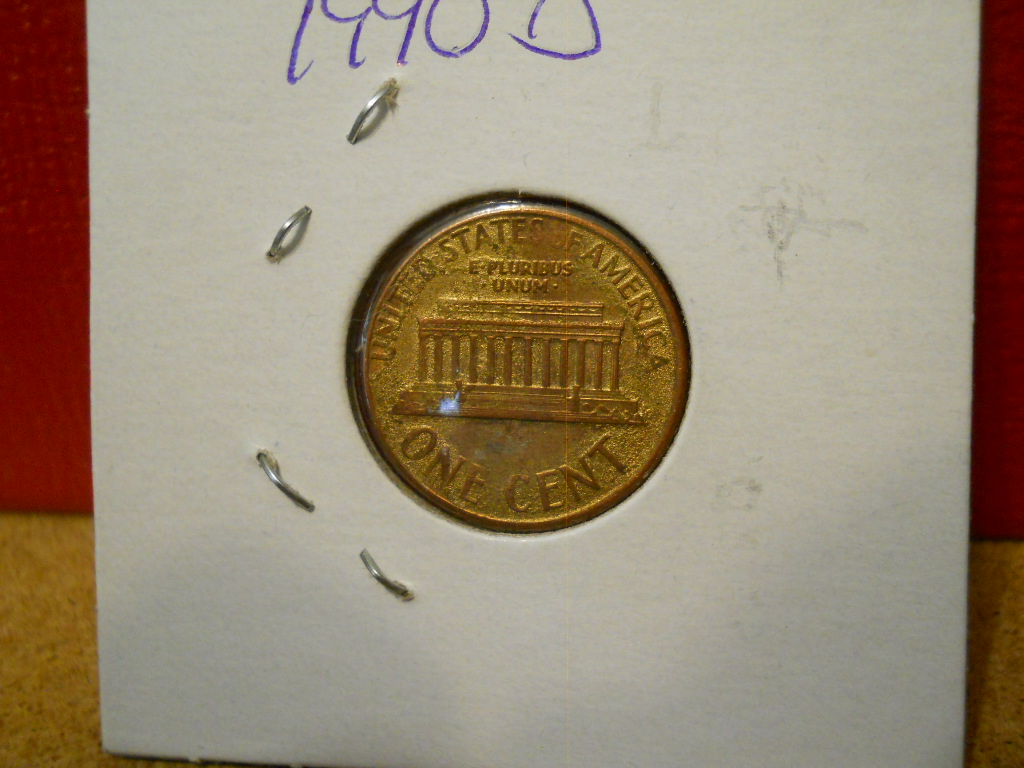 1990 D
UNITED STATES OF AMERICA
E·PLURIBUS
·UNUM·
ONE CENT